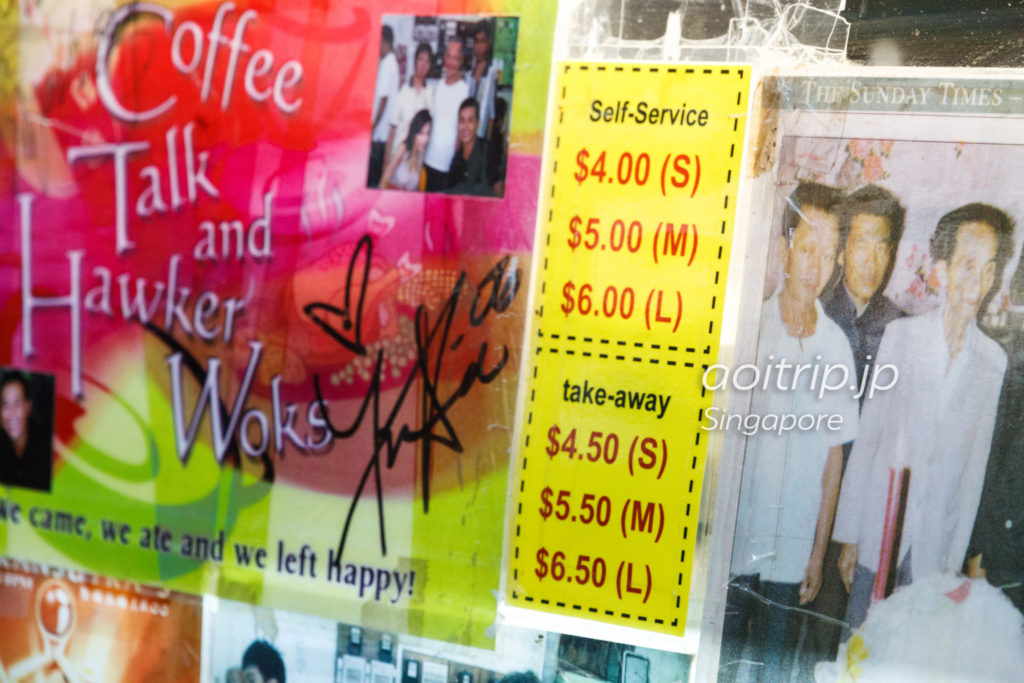 Coffee
Talk
and
Hawker
Woks
we came, we ate and we left happy!
Self-Service
$4.00 (S)
$5.00 (M)
$6.00 (L)
take-away
$4.50 (S)
$5.50 (M)
$6.50 (L)
THE SUNDAY TIMES –
aoitrip.jp
Singapore